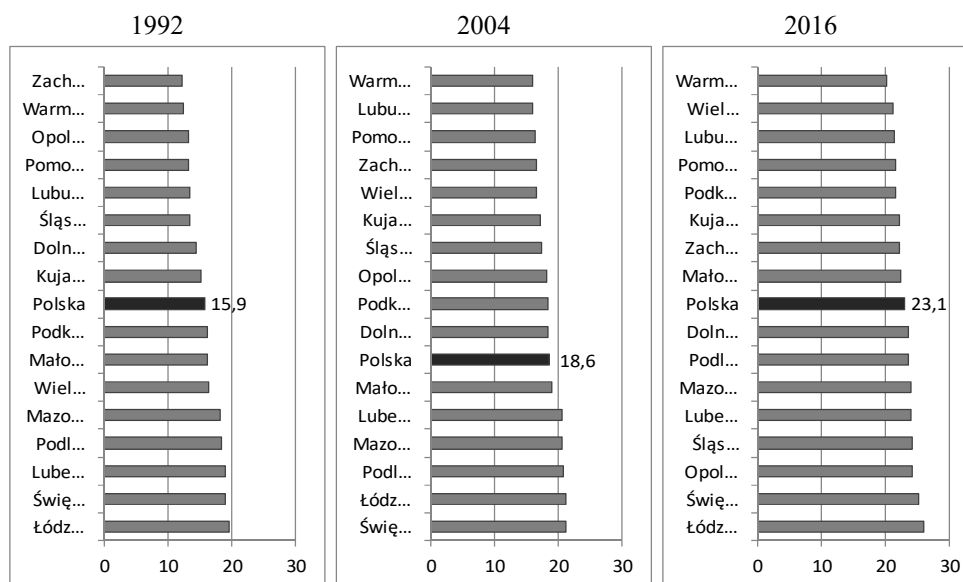 1992
Zach...
Warm...
Opol...
Pomo...
Lubu...
Śląs...
Doln...
Kuja...
Polska 15,9
Podk...
Mało...
Wiel...
Mazo...
Podl...
Lube...
Świę...
Łódz...
0 10 20 30
2004
Warm...
Lubu...
Pomo...
Zach...
Wiel...
Kuja...
Śląs...
Opol...
Podk...
Doln...
Polska 18,6
Mało...
Lube...
Mazo...
Podl...
Łódz...
Świę...
0 10 20 30
2016
Warm...
Wiel...
Lubu...
Pomo...
Podk...
Kuja...
Zach...
Mało...
Polska 23,1
Doln...
Podl...
Mazo...
Lube...
Śląs...
Opol...
Świę...
Łódz...
0 10 20 30